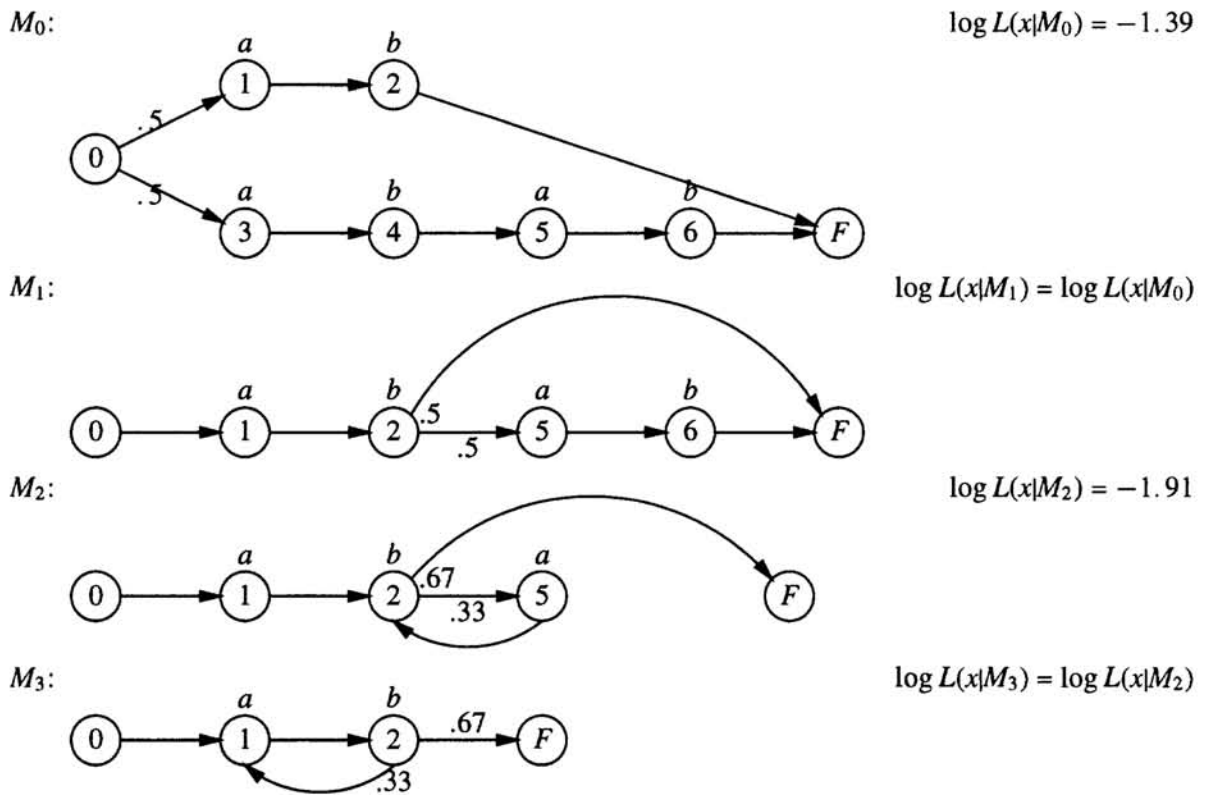 M₀: log L(x|M₀) = −1.39
a b
1 2
.5
0
.5
a b a b
3 4 5 6 F
M₁: log L(x|M₁) = log L(x|M₀)
a b a b
0 1 2 .5 5 6 F
.5
M₂: log L(x|M₂) = −1.91
a b a
0 1 2 .67 5 F
.33
M₃: log L(x|M₃) = log L(x|M₂)
a b
0 1 2 .67 F
.33